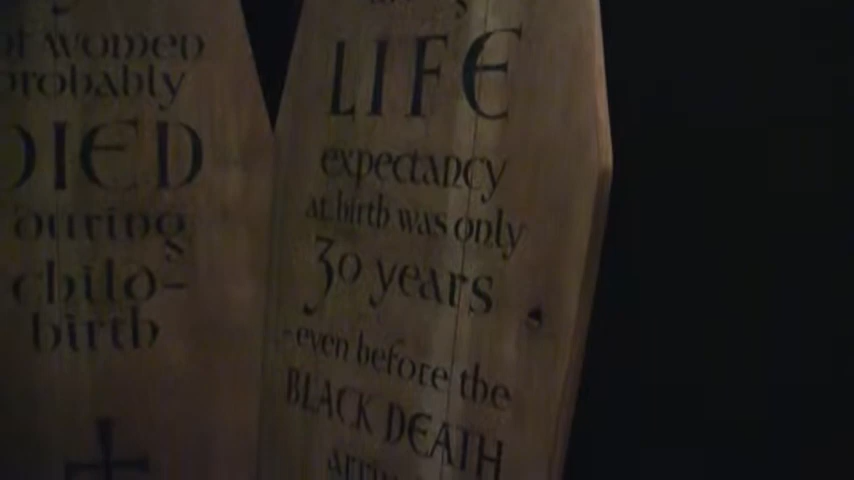 of women
probably
DIED
during
child-
birth
LIFE
expectancy
at birth was only
30 years
-even before the
BLACK DEATH